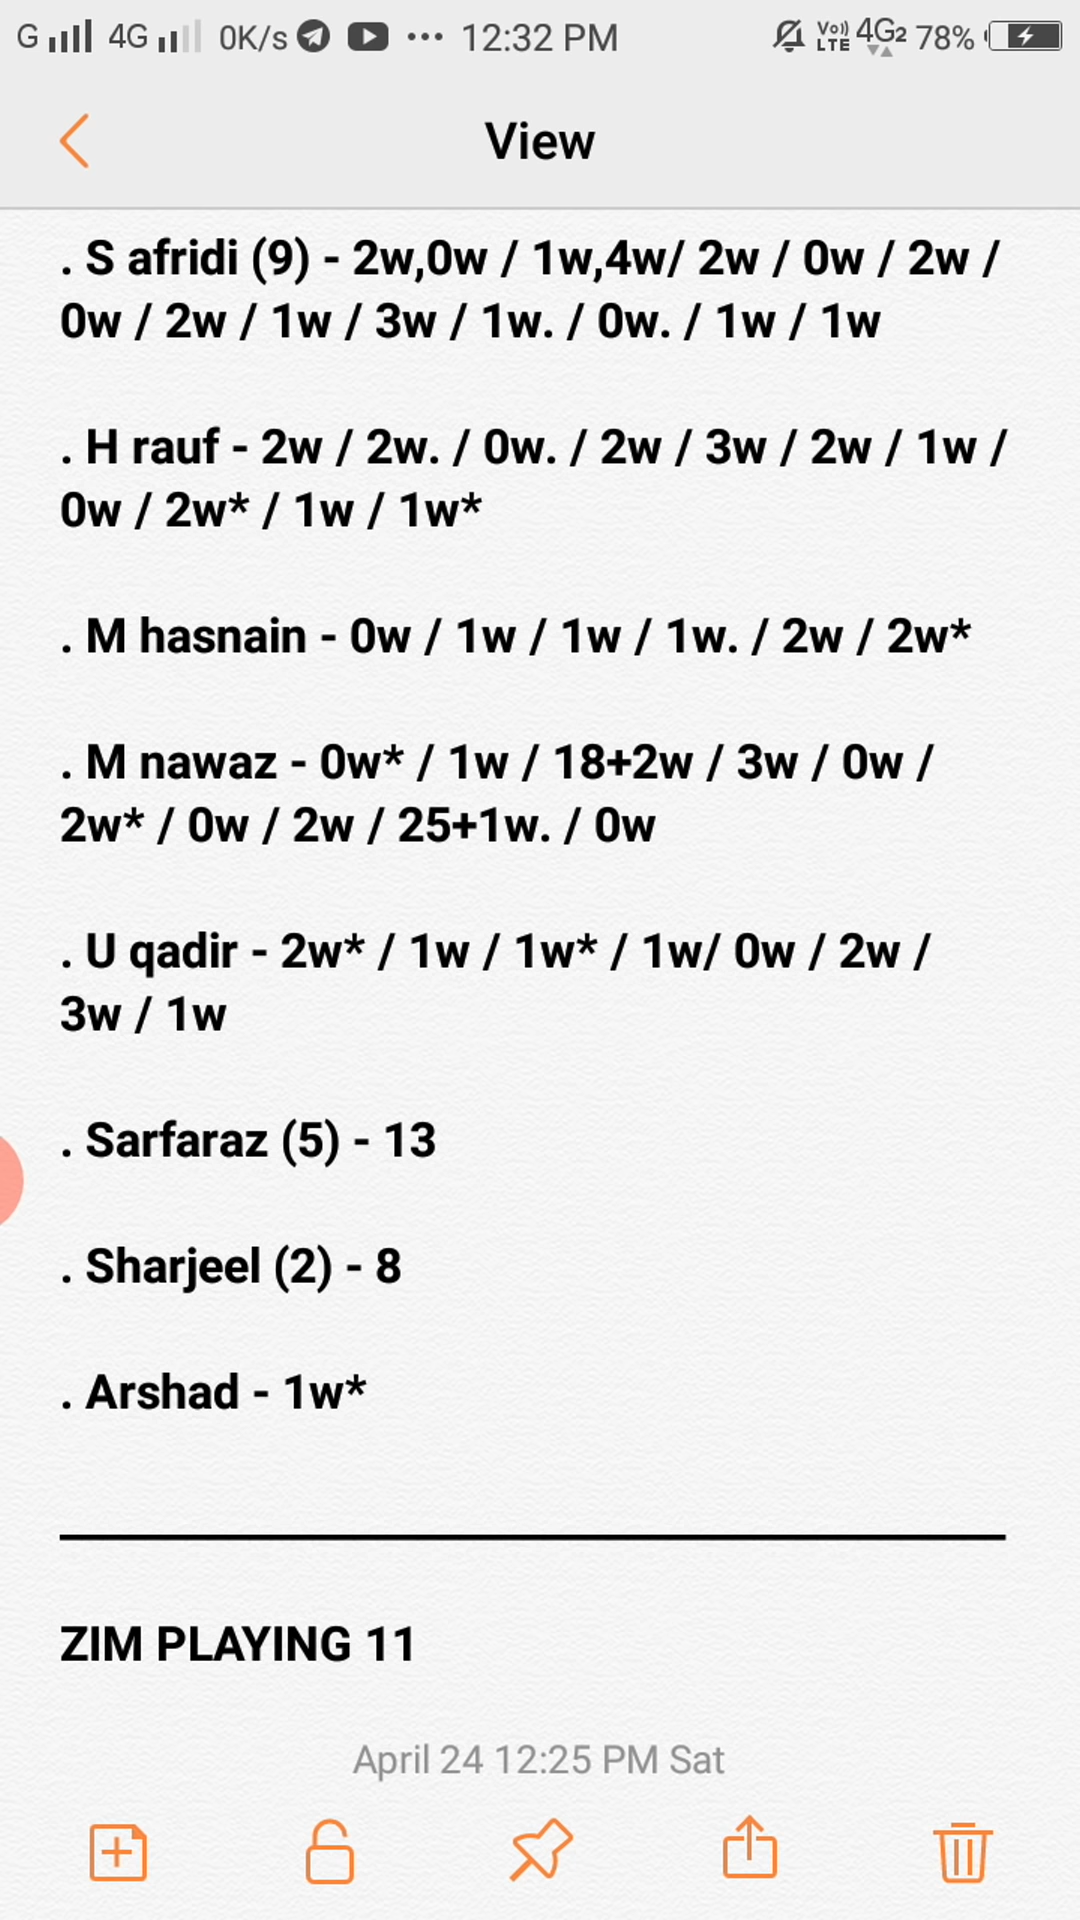 G 4G 0K/s ... 12:32 PM Vo)) LTE 4G2 78%
View
. S afridi (9) - 2w,0w / 1w,4w/ 2w / 0w / 2w /
0w / 2w / 1w / 3w / 1w. / 0w. / 1w / 1w
. H rauf - 2w / 2w. / 0w. / 2w / 3w / 2w / 1w /
0w / 2w* / 1w / 1w*
. M hasnain - 0w / 1w / 1w / 1w. / 2w / 2w*
. M nawaz - 0w* / 1w / 18+2w / 3w / 0w /
2w* / 0w / 2w / 25+1w. / 0w
. U qadir - 2w* / 1w / 1w* / 1w/ 0w / 2w /
3w / 1w
. Sarfaraz (5) - 13
. Sharjeel (2) - 8
. Arshad - 1w*
ZIM PLAYING 11
April 24 12:25 PM Sat